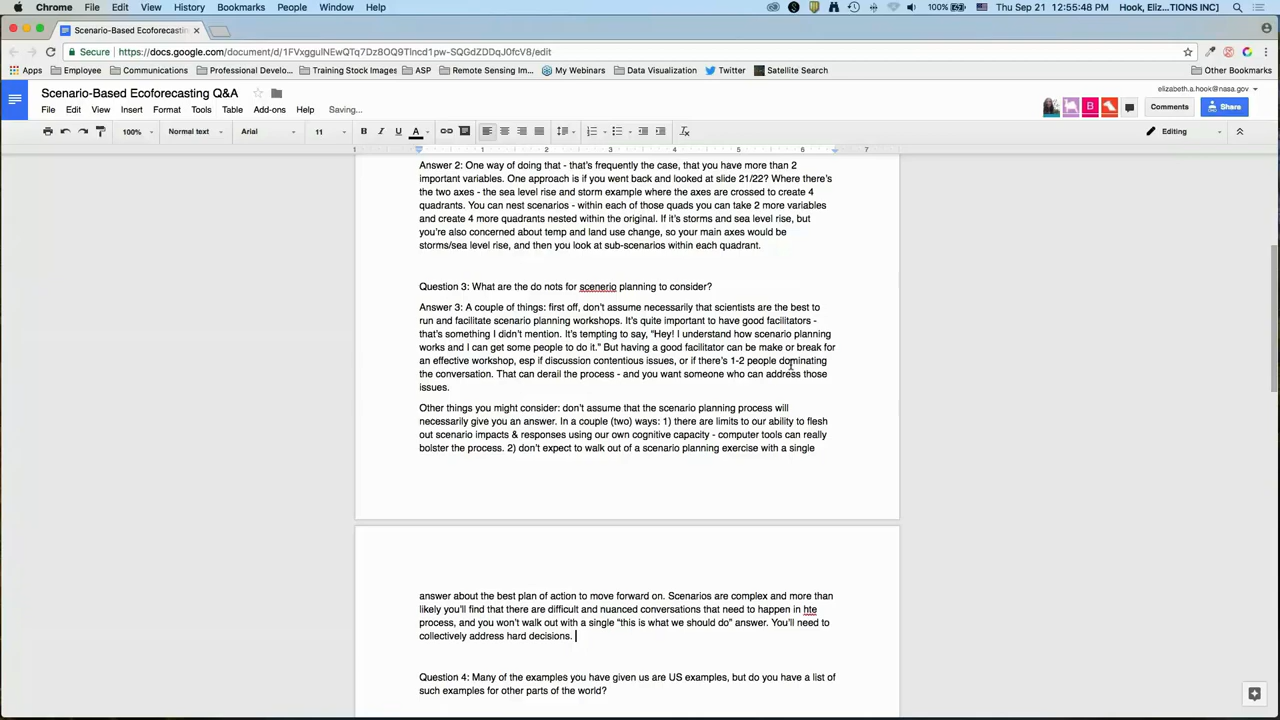 Chrome File Edit View History Bookmarks People Window Help 100% Thu Sep 21 12:55:48 Hook, Eliz...TIONS INC]
Scenario-Based Ecoforecastin
Secure https://docs.google.com/document/d/1FVxggulNEwQTq7Dz8OQ9Tlncd1pw-SQGdZDDqJ0fcV8/edit
Apps Employee Communications Professional Develo... Training Stock Images ASP Remote Sensing Im... My Webinars Data Visualization Twitter Satellite Search Other Bookmarks
elizabeth.a.hook@nasa.gov
Scenario-Based Ecoforecasting Q&A
File Edit View Insert Format Tools Table Add-ons Help Saving... B Comments Share
100% Normal text Arial 11 B I U A Editing
1 1 2 3 4 5 6 7
Answer 2: One way of doing that - that's frequently the case, that you have more than 2
important variables. One approach is if you went back and looked at slide 21/22? Where there's
the two axes - the sea level rise and storm example where the axes are crossed to create 4
quadrants. You can nest scenarios - within each of those quads you can take 2 more variables
and create 4 more quadrants nested within the original. If it's storms and sea level rise, but
you're also concerned about temp and land use change, so your main axes would be
storms/sea level rise, and then you look at sub-scenarios within each quadrant.
Question 3: What are the do nots for scenerio planning to consider?
Answer 3: A couple of things: first off, don't assume necessarily that scientists are the best to
run and facilitate scenario planning workshops. It's quite important to have good facilitators -
that's something I didn't mention. It's tempting to say, "Hey! I understand how scenario planning
works and I can get some people to do it." But having a good facilitator can be make or break for
an effective workshop, esp if discussion contentious issues, or if there's 1-2 people dominating
the conversation. That can derail the process - and you want someone who can address those
issues.
Other things you might consider: don't assume that the scenario planning process will
necessarily give you an answer. In a couple (two) ways: 1) there are limits to our ability to flesh
out scenario impacts & responses using our own cognitive capacity - computer tools can really
bolster the process. 2) don't expect to walk out of a scenario planning exercise with a single
answer about the best plan of action to move forward on. Scenarios are complex and more than
likely you'll find that there are difficult and nuanced conversations that need to happen in hte
process, and you won't walk out with a single "this is what we should do" answer. You'll need to
collectively address hard decisions.
Question 4: Many of the examples you have given us are US examples, but do you have a list of
such examples for other parts of the world?